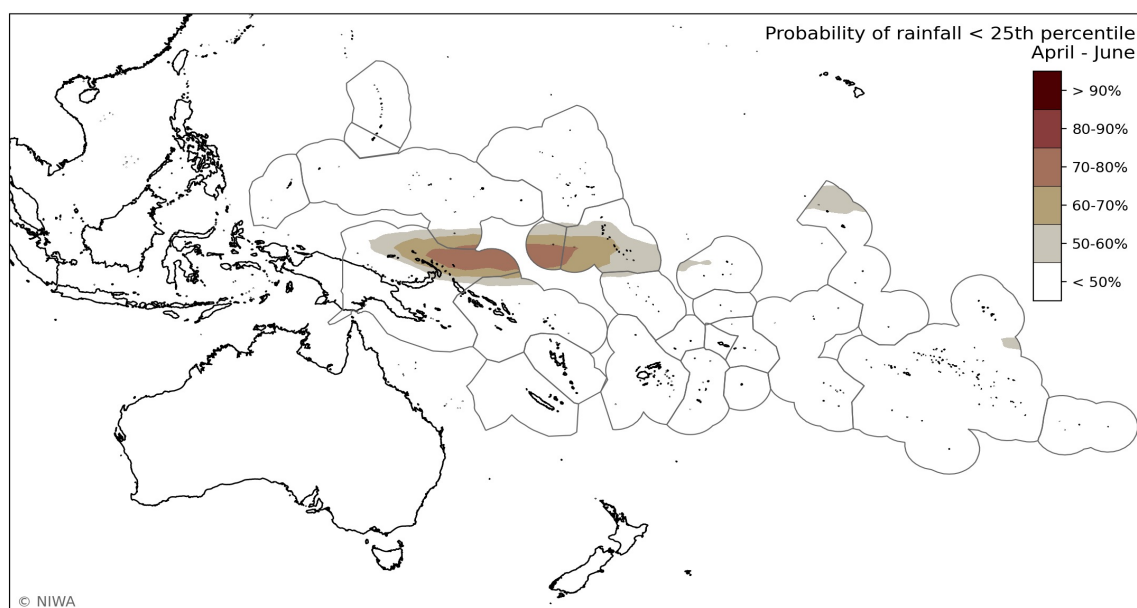 Probability of rainfall < 25th percentile
April - June
> 90%
80-90%
70-80%
60-70%
50-60%
< 50%
© NIWA